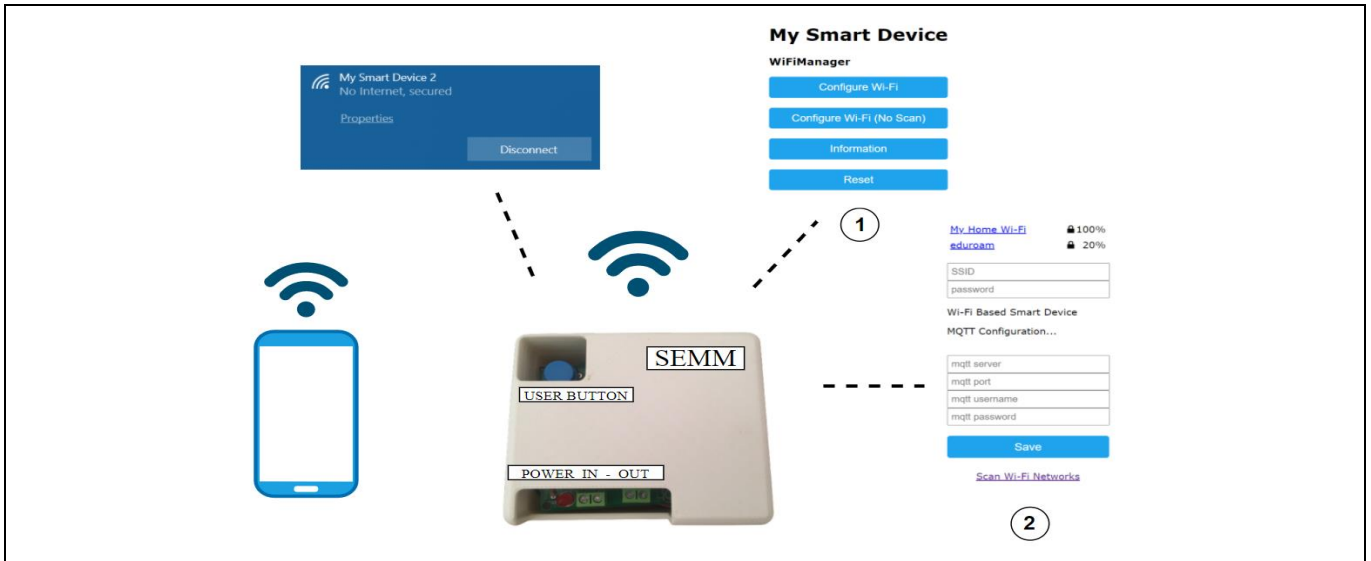 My Smart Device 2
No Internet, secured
Properties
Disconnect
My Smart Device
WiFiManager
Configure Wi-Fi
Configure Wi-Fi (No Scan)
Information
Reset
1
My Home Wi-Fi 100%
eduroam 20%
SSID
password
Wi-Fi Based Smart Device
MQTT Configuration...
mqtt server
mqtt port
mqtt username
mqtt password
Save
Scan Wi-Fi Networks
2
SEMM
USER BUTTON
POWER IN - OUT